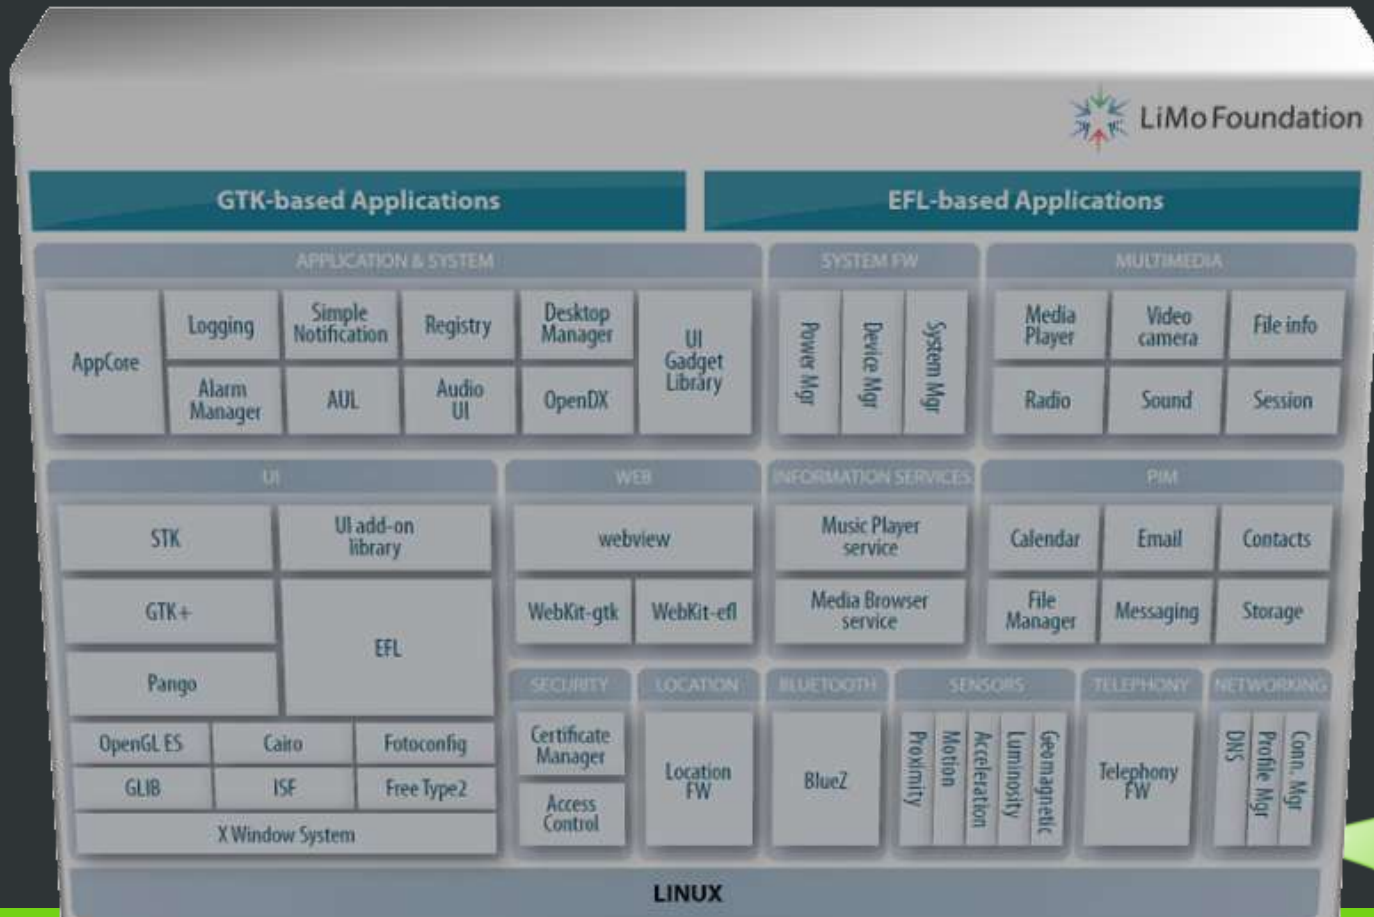 LiMo Foundation
GTK-based Applications
EFL-based Applications
APPLICATION & SYSTEM
SYSTEM FW
MULTIMEDIA
AppCore
Logging
Simple
Notification
Registry
Desktop
Manager
UI
Gadget
Library
Alarm
Manager
AUL
Audio
UI
OpenDX
Power Mgr
Device Mgr
System Mgr
Media
Player
Video
camera
File info
Radio
Sound
Session
UI
WEB
INFORMATION SERVICES
PIM
STK
UI add-on
library
GTK+
EFL
Pango
OpenGL ES
Cairo
Fotoconfig
GLIB
ISF
Free Type2
X Window System
webview
WebKit-gtk
WebKit-efl
Music Player
service
Media Browser
service
Calendar
Email
Contacts
File
Manager
Messaging
Storage
SECURITY
LOCATION
BLUETOOTH
SENSORS
TELEPHONY
NETWORKING
Certificate
Manager
Access
Control
Location
FW
BlueZ
Proximity
Motion
Acceleration
Luminosity
Geomagnetic
Telephony
FW
DNS
Profile Mgr
Conn. Mgr
LINUX